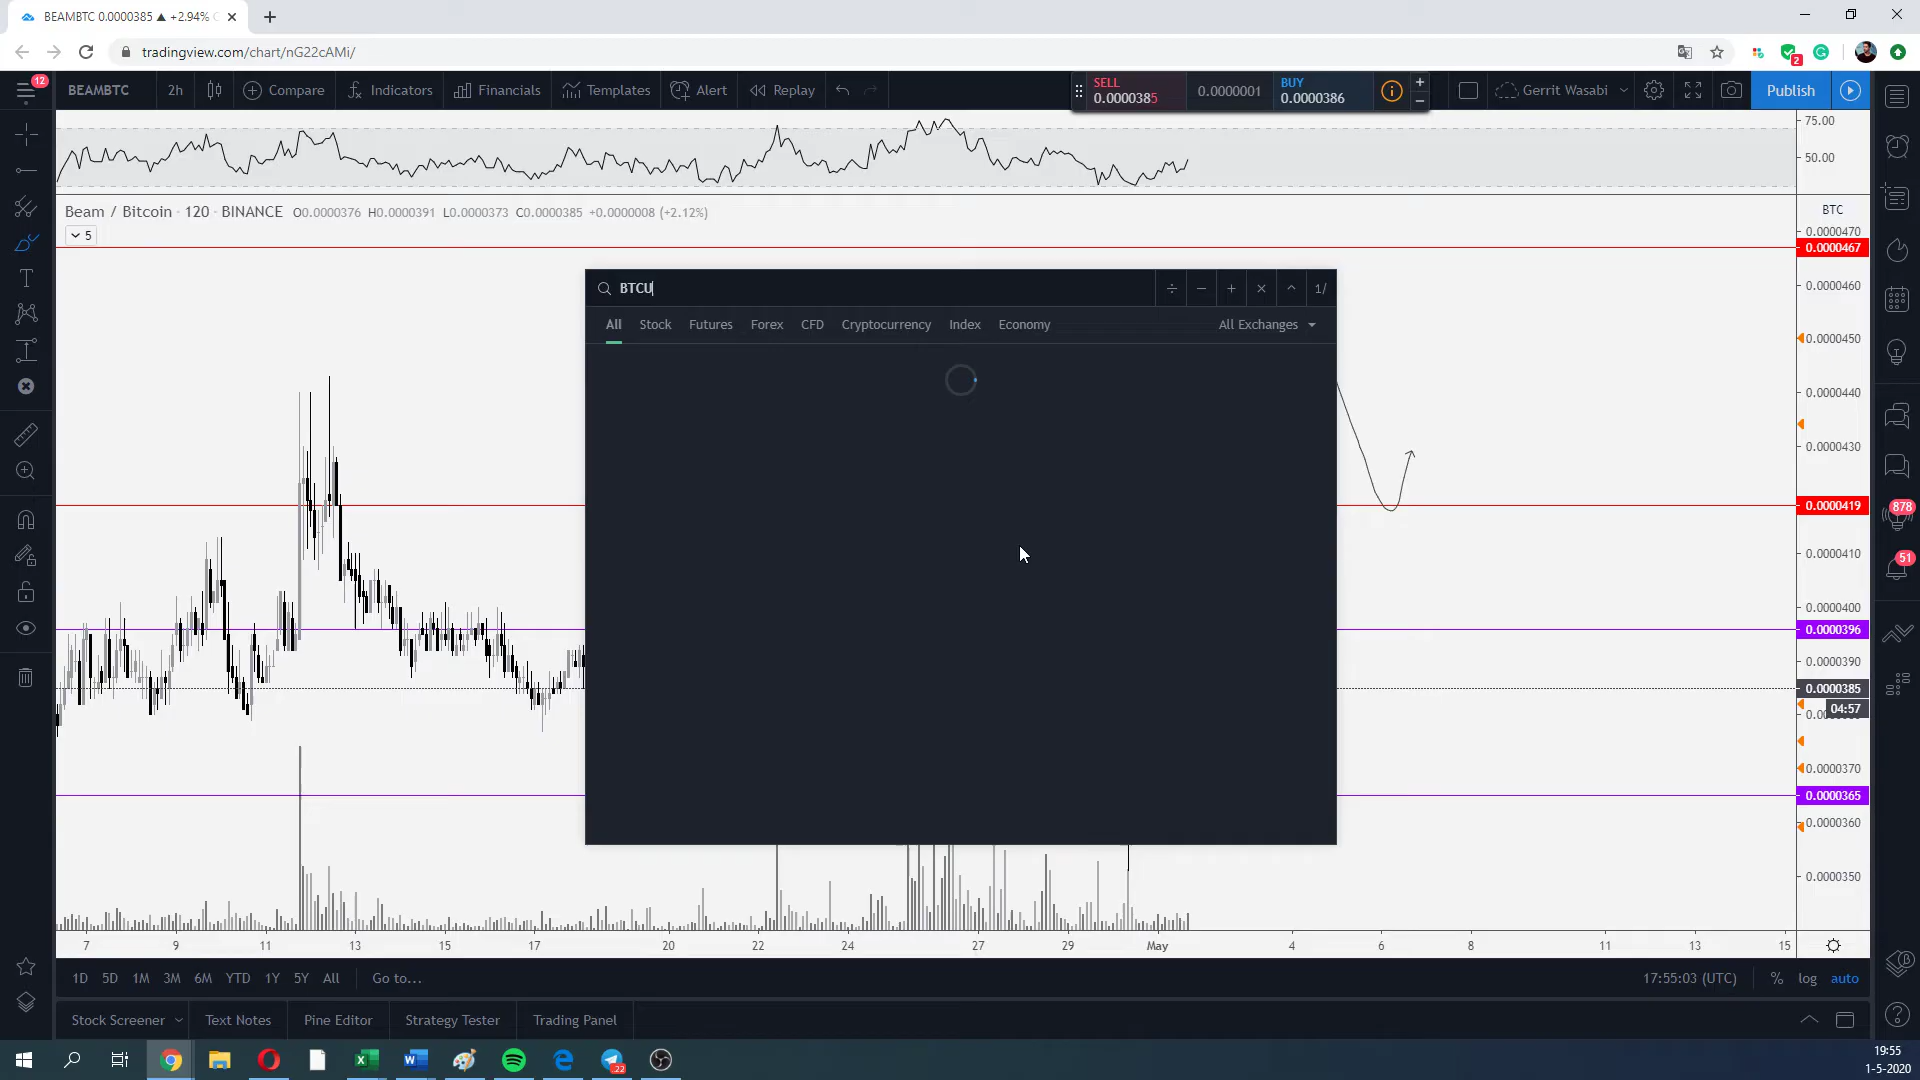 BEAMBTC 0.0000385 ▲ +2.94%
tradingview.com/chart/nG22cAMi/
2
12
BEAMBTC 2h Compare Indicators Financials Templates Alert Replay
SELL
0.0000385
0.0000001
BUY
0.0000386
Gerrit Wasabi
Publish
75.00
50.00
Beam / Bitcoin · 120 · BINANCE O0.0000376 H0.0000391 L0.0000373 C0.0000385 +0.0000008 (+2.12%)
5
BTC
0.0000470
0.0000467
0.0000460
0.0000450
0.0000440
0.0000430
0.0000419
0.0000410
0.0000400
0.0000396
0.0000390
0.0000385
04:57
0.0000370
0.0000365
0.0000360
0.0000350
BTCU
÷ − + × ^ 1/
All Stock Futures Forex CFD Cryptocurrency Index Economy All Exchanges
878
51
7 9 11 13 15 17 20 22 24 27 29 May 4 6 8 11 13 15
1D 5D 1M 3M 6M YTD 1Y 5Y All Go to... 17:55:03 (UTC) % log auto
Stock Screener Text Notes Pine Editor Strategy Tester Trading Panel
22
19:55
1-5-2020